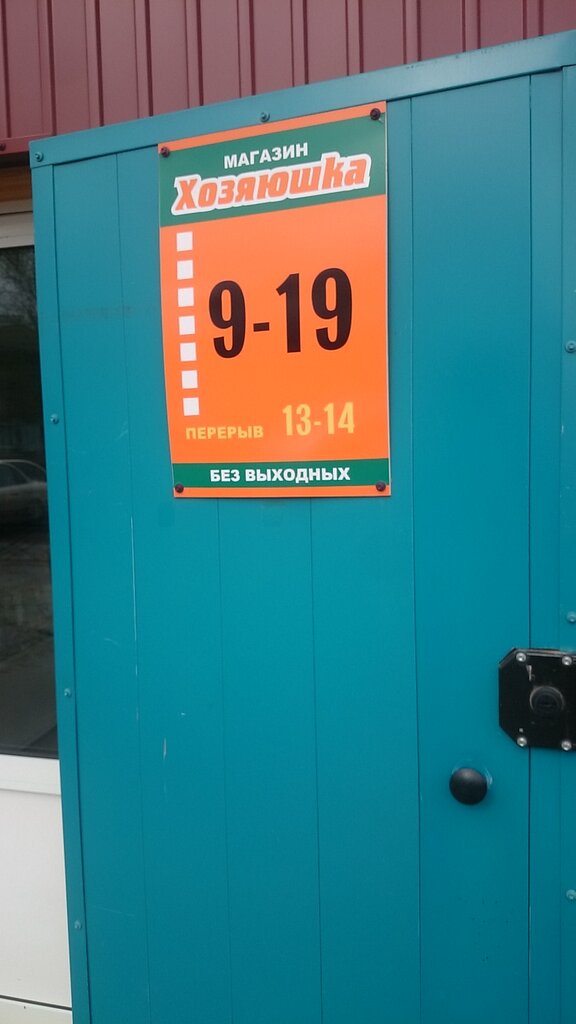 МАГАЗИН
Хозяюшка
9-19
ПЕРЕРЫВ 13-14
БЕЗ ВЫХОДНЫХ